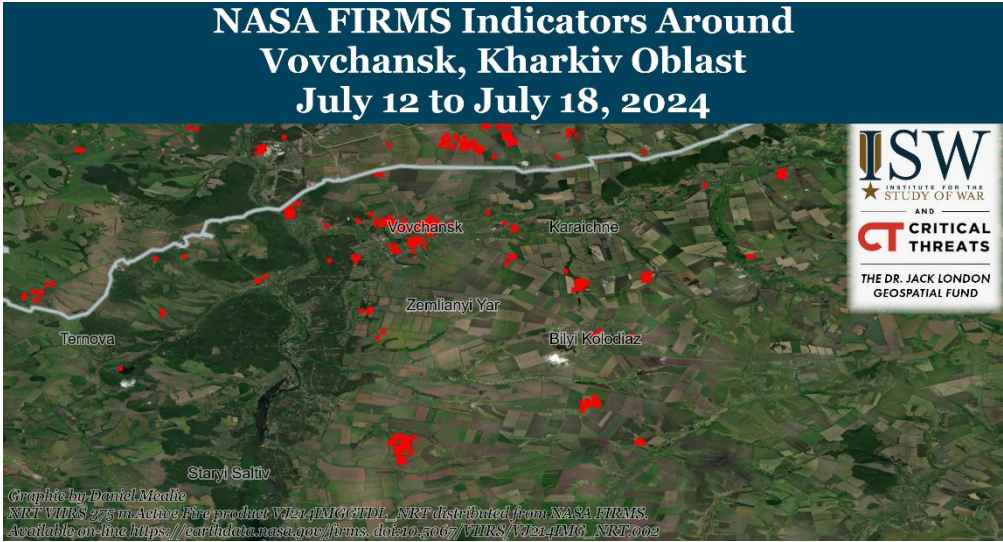 NASA FIRMS Indicators Around
Vovchansk, Kharkiv Oblast
July 12 to July 18, 2024
ISW
INSTITUTE FOR THE
STUDY OF WAR
AND
CT CRITICAL
THREATS
THE DR. JACK LONDON
GEOSPATIAL FUND
Vovchansk
Karaichne
Zemlianyi Yar
Ternova
Bilyi Kolodiaz
Staryi Saltiv
Graphic by Daniel Mealie
NRT VIIRS 375 m Active Fire product VJ214IMGGTDL_NRT distributed from NASA FIRMS.
Available on-line https://earthdata.nasa.gov/firms. doi:10.5067/VIIRS/VJ214IMG_NRT.002